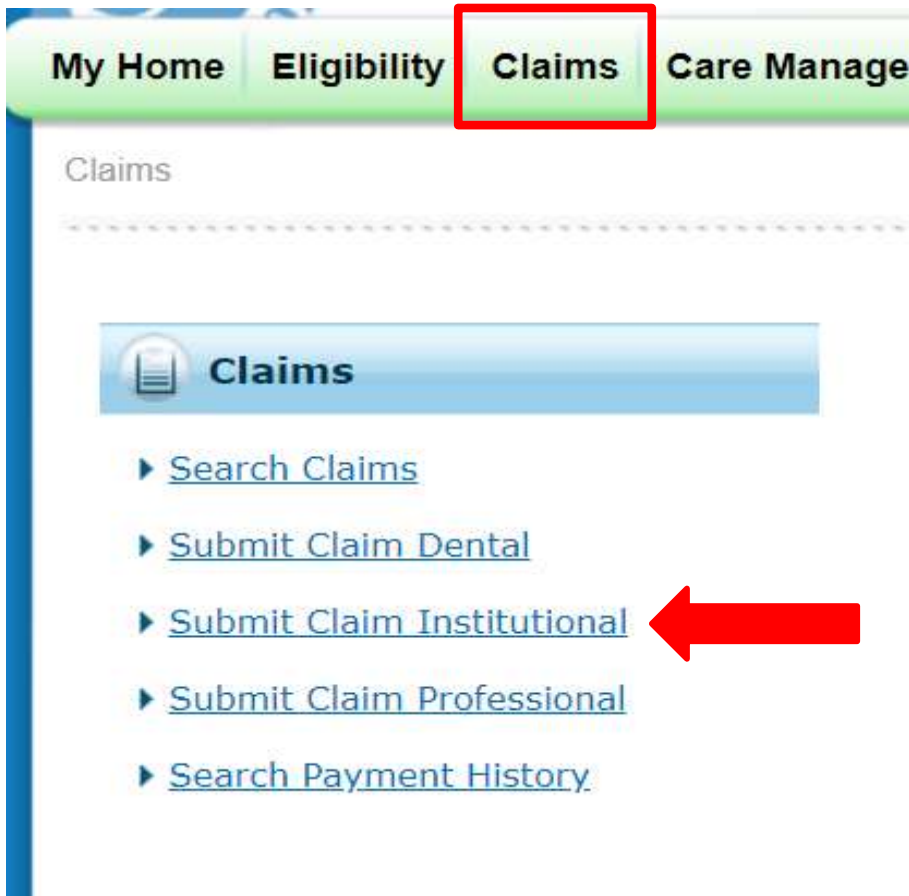 My Home Eligibility Claims Care Manage
Claims
Claims
Search Claims
Submit Claim Dental
Submit Claim Institutional
Submit Claim Professional
Search Payment History